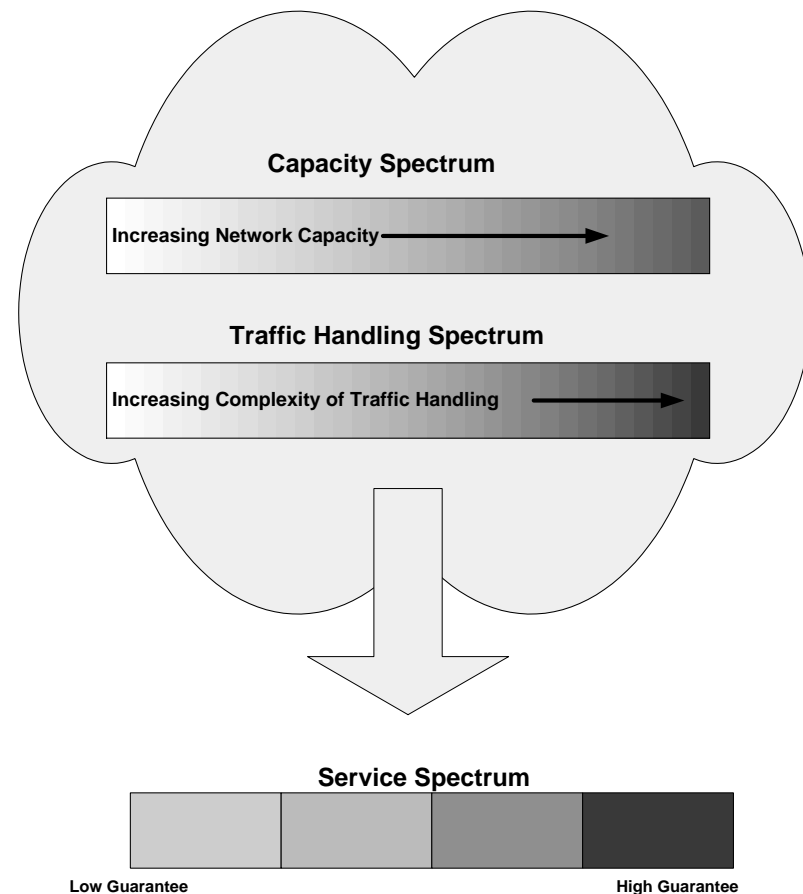 Capacity Spectrum
Increasing Network Capacity
Traffic Handling Spectrum
Increasing Complexity of Traffic Handling
Service Spectrum
Low Guarantee
High Guarantee